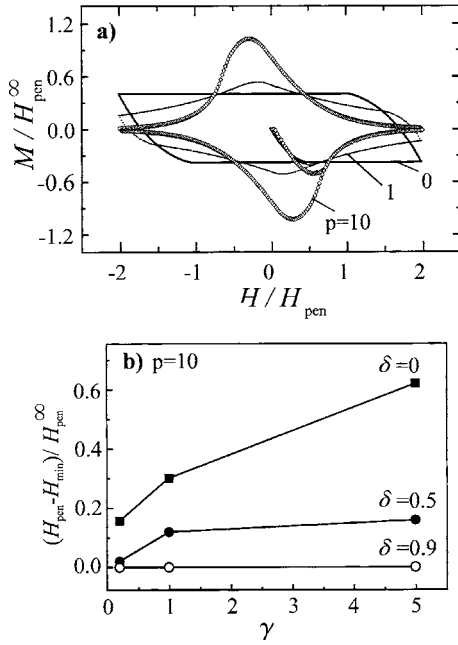 a)
M / H∞pen
1.2
0.6
0.0
-0.6
-1.2
0
1
p=10
-2 -1 0 1 2
H / Hpen
b) p=10
(Hpen-Hmin)/ H∞pen
δ=0
0.6
0.4
δ=0.5
0.2
δ=0.9
0.0
0 1 2 3 4 5
γ